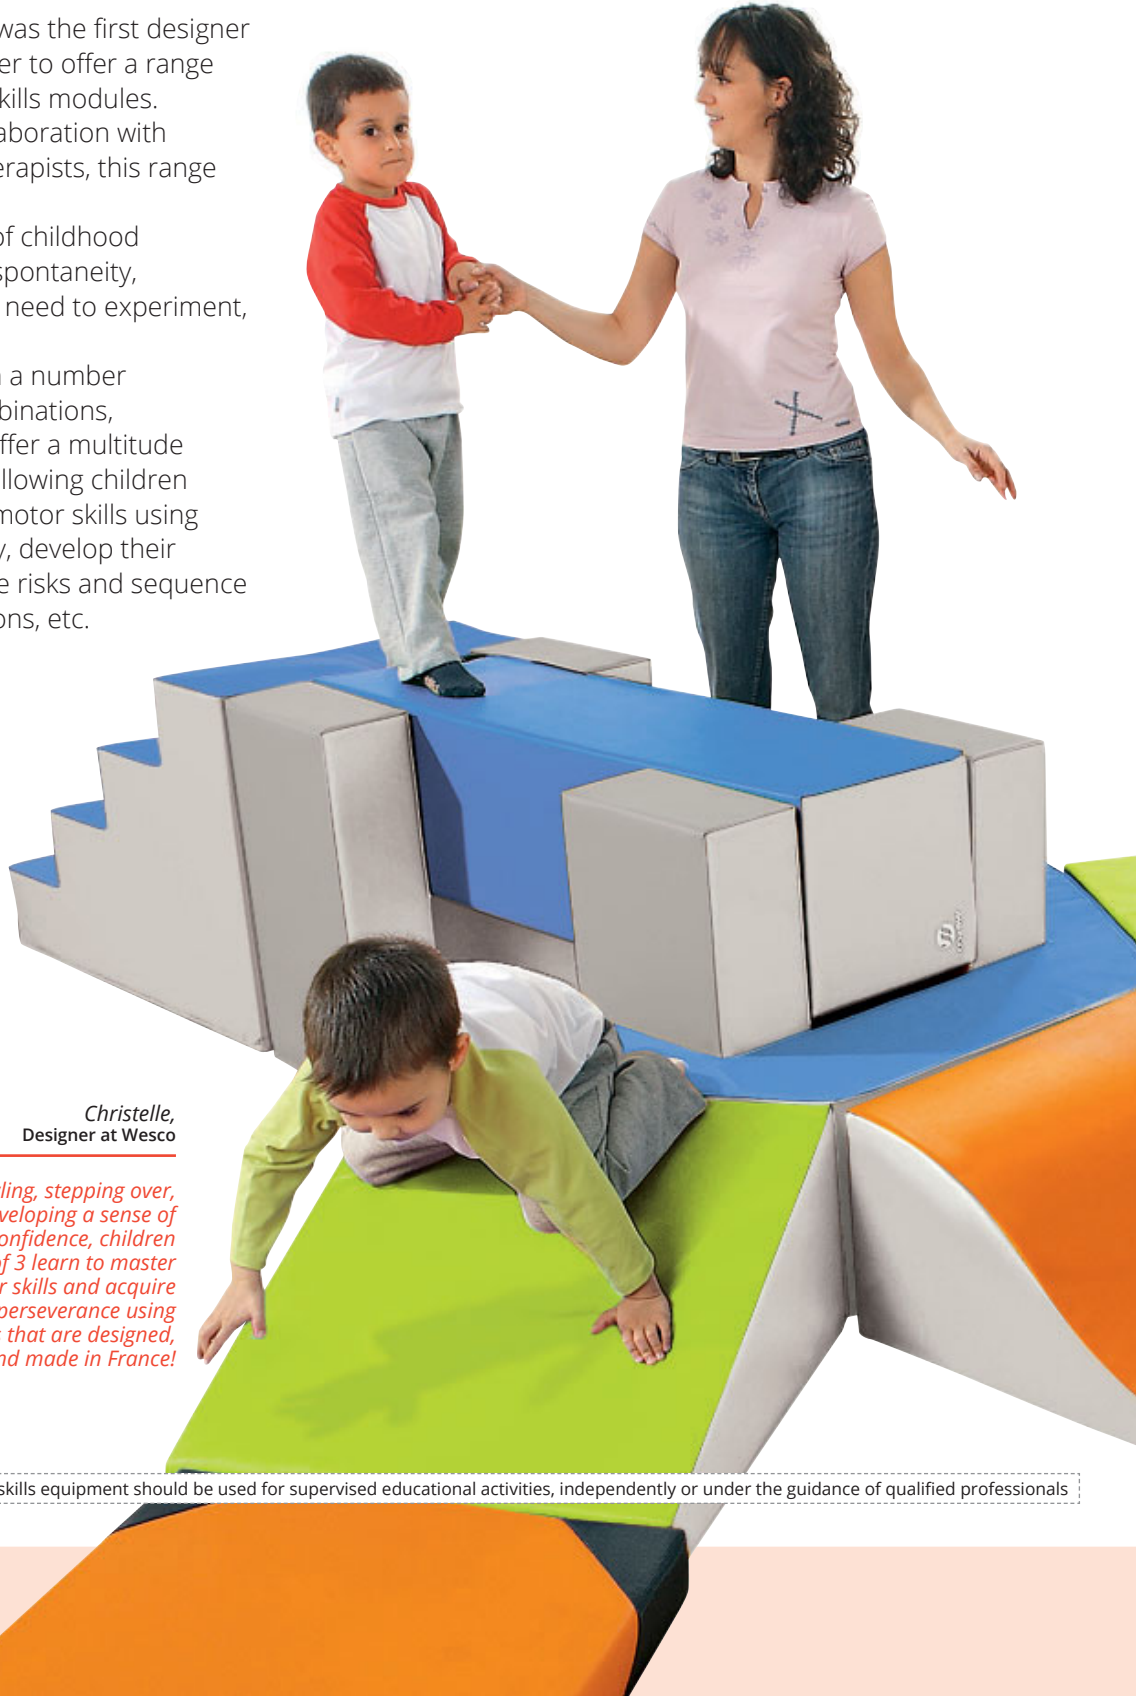 was the first designer
er to offer a range
kills modules.
aboration with
erapists, this range
of childhood
spontaneity,
need to experiment,
a number
binations,
ffer a multitude
llowing children
motor skills using
y, develop their
e risks and sequence
ons, etc.
Christelle,
Designer at Wesco
ling, stepping over,
veloping a sense of
onfidence, children
of 3 learn to master
r skills and acquire
perseverance using
s that are designed,
nd made in France!
skills equipment should be used for supervised educational activities, independently or under the guidance of qualified professionals